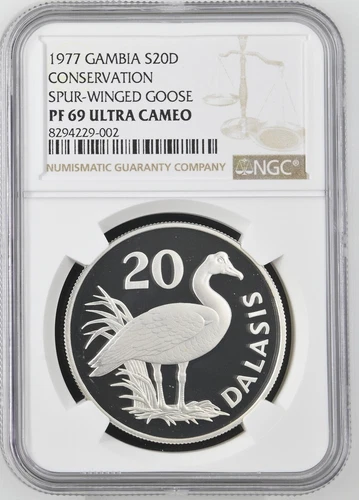 1977 GAMBIA S20D
CONSERVATION
SPUR-WINGED GOOSE
PF 69 ULTRA CAMEO
8294229-002
NUMISMATIC GUARANTY COMPANY
NGC
20
DALASIS